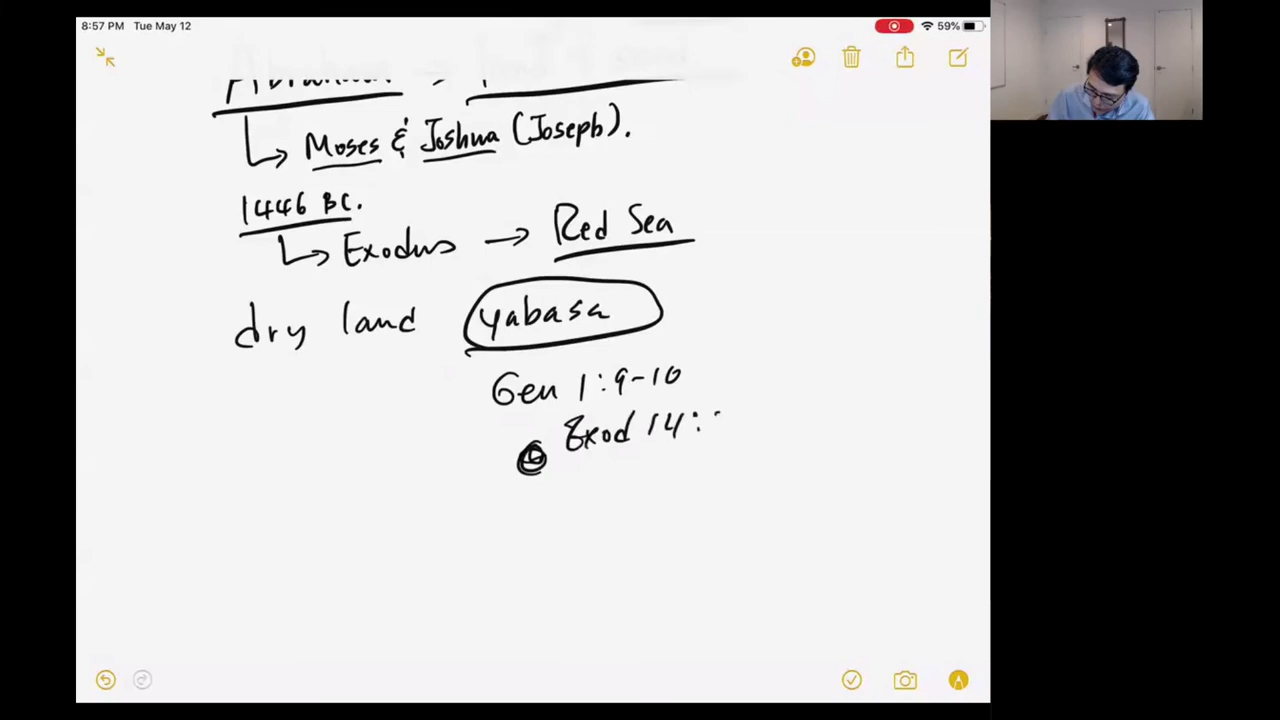 8:57 PM Tue May 12
59%
Moses & Joshua (Joseph).
1446 BC.
Exodus → Red Sea
dry land yabasa
Gen 1:9-10
Exod 14: